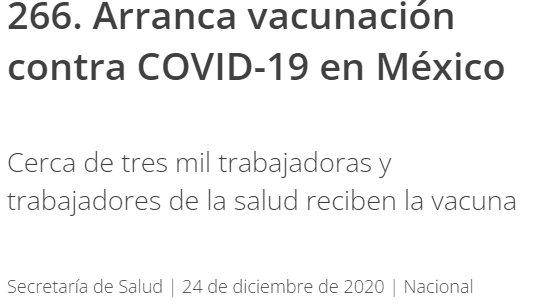 266. Arranca vacunación
contra COVID-19 en México
Cerca de tres mil trabajadoras y
trabajadores de la salud reciben la vacuna
Secretaría de Salud | 24 de diciembre de 2020 | Nacional